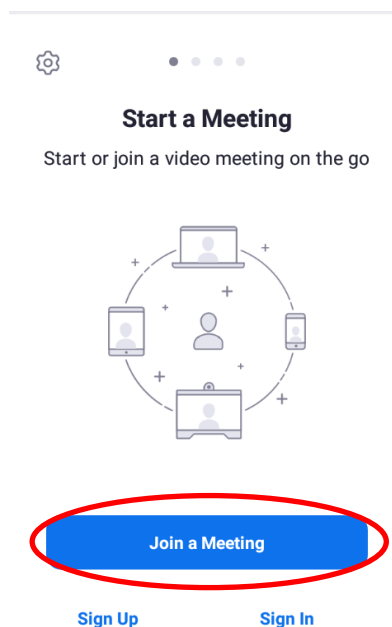 Start a Meeting
Start or join a video meeting on the go
Join a Meeting
Sign Up
Sign In